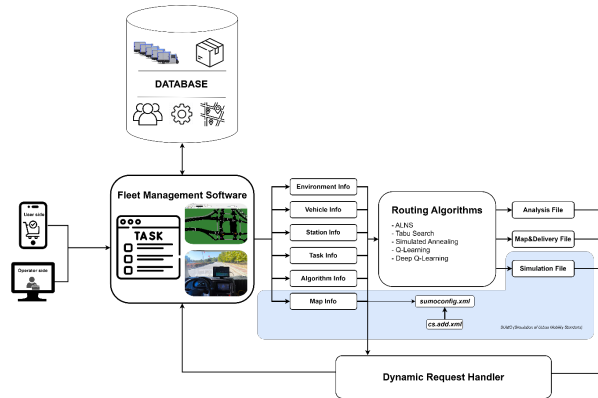 DATABASE
User side
Operator side
Fleet Management Software
TASK
Environment Info
Vehicle Info
Station Info
Task Info
Algorithm Info
Map Info
Routing Algorithms
- ALNS
- Tabu Search
- Simulated Annealing
- Q-Learning
- Deep Q-Learning
Analysis File
Map&Delivery File
Simulation File
sumoconfig.xml
cs.add.xml
SUMO (Simulation of Urban Mobility Standards)
Dynamic Request Handler